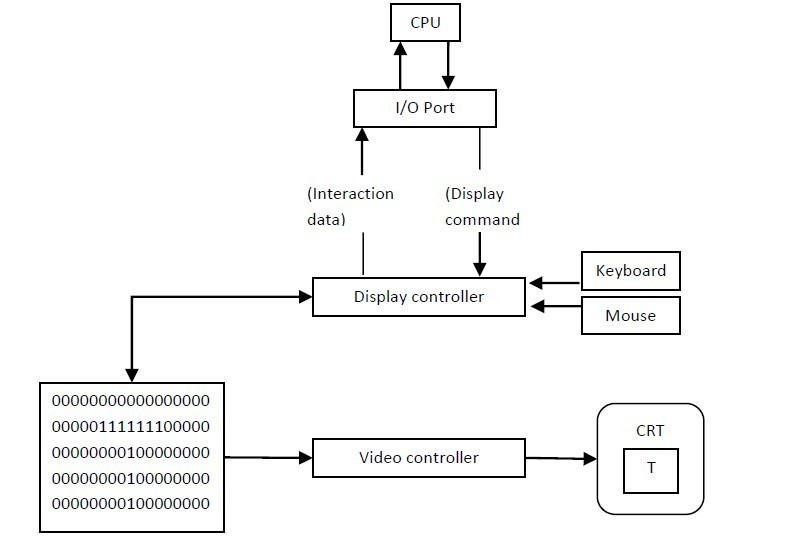 CPU
I/O Port
(Interaction
data)
(Display
command
Keyboard
Display controller
Mouse
00000000000000000
00000111111100000
00000000100000000
00000000100000000
00000000100000000
CRT
Video controller
T